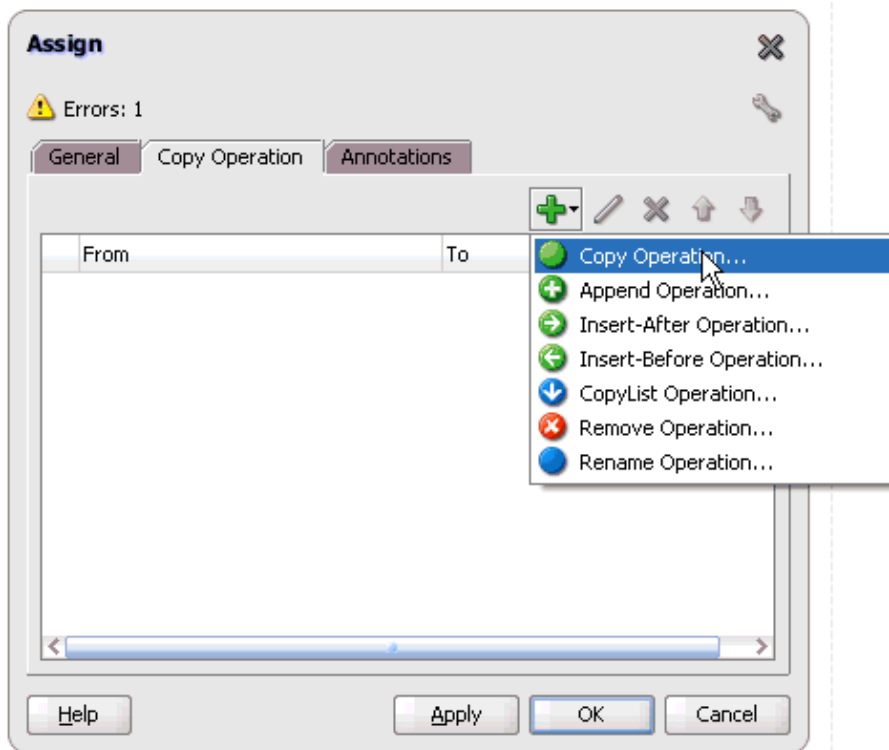 Assign
Errors: 1
General Copy Operation Annotations
From To
Copy Operation...
Append Operation...
Insert-After Operation...
Insert-Before Operation...
CopyList Operation...
Remove Operation...
Rename Operation...
Help Apply OK Cancel